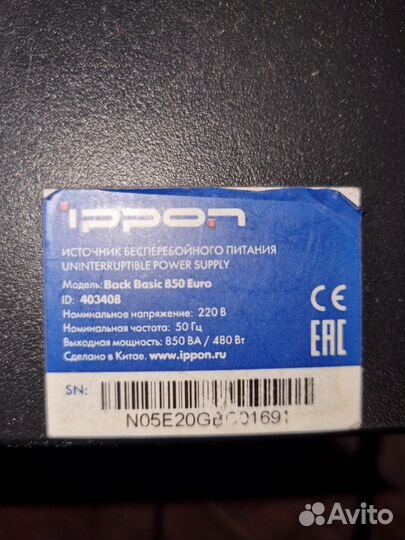 ippon
ИСТОЧНИК БЕСПЕРЕБОЙНОГО ПИТАНИЯ
UNINTERRUPTIBLE POWER SUPPLY
Модель: Back Basic 850 Euro
ID: 403408
Номинальное напряжение: 220 В
Номинальная частота: 50 Гц
Выходная мощность: 850 ВА / 480 Вт
Сделано в Китае. www.ippon.ru
CE
EAC
SN:
Avito